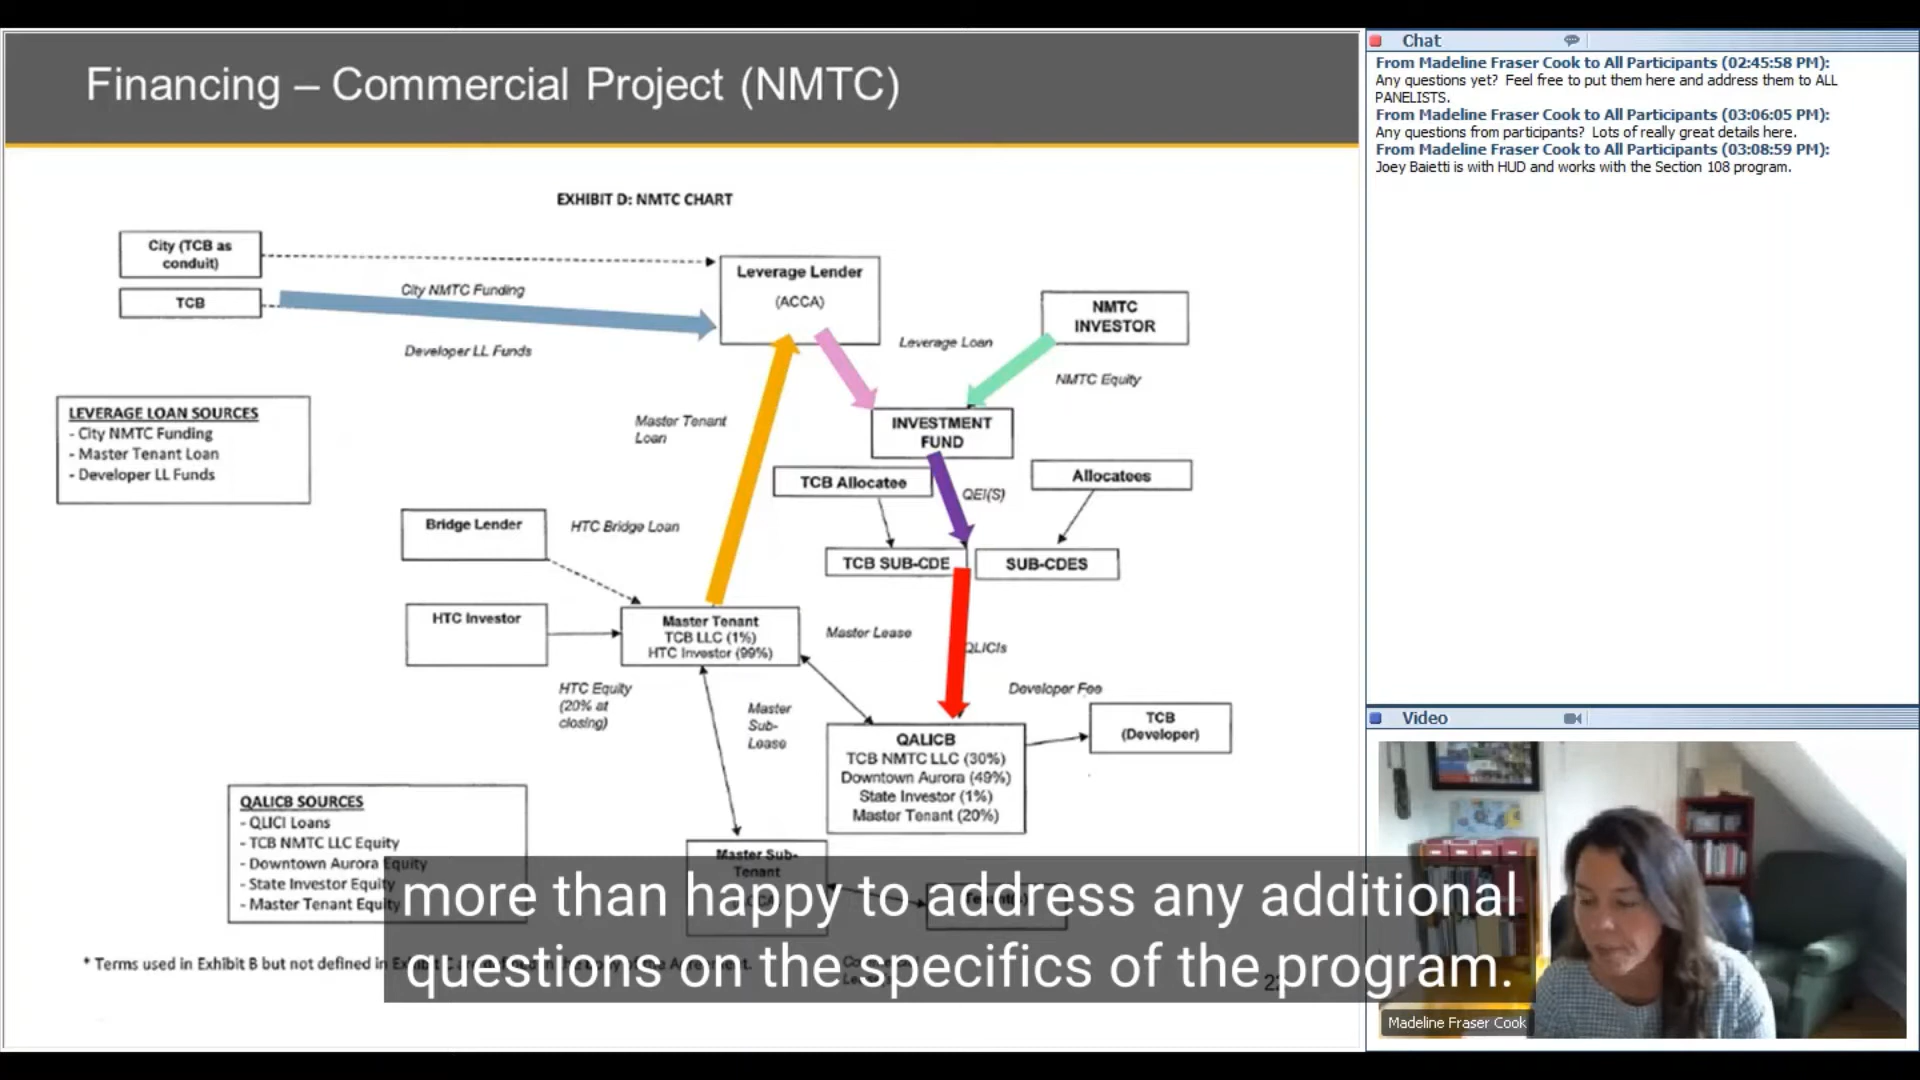 Financing – Commercial Project (NMTC)
EXHIBIT D: NMTC CHART
City (TCB as
conduit)
TCB
City NMTC Funding
Developer LL Funds
Leverage Lender
(ACCA)
NMTC
INVESTOR
Leverage Loan
NMTC Equity
LEVERAGE LOAN SOURCES
- City NMTC Funding
- Master Tenant Loan
- Developer LL Funds
Master Tenant
Loan
INVESTMENT
FUND
TCB Allocatee
QEI(S)
Allocatees
Bridge Lender
HTC Bridge Loan
TCB SUB-CDE
SUB-CDES
HTC Investor
Master Tenant
TCB LLC (1%)
HTC Investor (99%)
Master Lease
QLICIs
HTC Equity
(20% at
closing)
Master
Sub-
Lease
Developer Fee
TCB
(Developer)
QALICB
TCB NMTC LLC (30%)
Downtown Aurora (49%)
State Investor (1%)
Master Tenant (20%)
QALICB SOURCES
- QLICI Loans
- TCB NMTC LLC Equity
- Downtown Aurora Equity
- State Investor Equity
- Master Tenant Equity
Master Sub-
Tenant
* Terms used in Exhibit B but not defined in
more than happy to address any additional
questions on the specifics of the program.
Chat
From Madeline Fraser Cook to All Participants (02:45:58 PM):
Any questions yet? Feel free to put them here and address them to ALL
PANELISTS.
From Madeline Fraser Cook to All Participants (03:06:05 PM):
Any questions from participants? Lots of really great details here.
From Madeline Fraser Cook to All Participants (03:08:59 PM):
Joey Baietti is with HUD and works with the Section 108 program.
Video
Madeline Fraser Cook